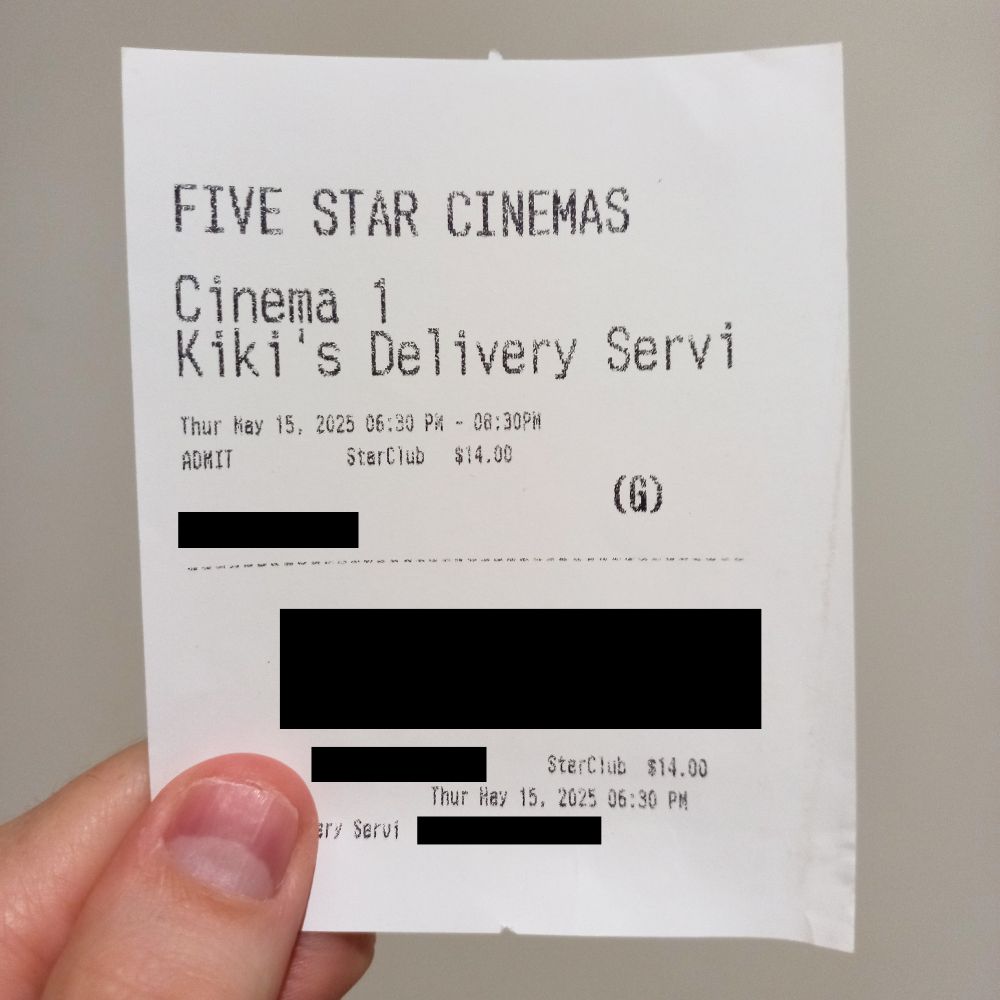 FIVE STAR CINEMAS
Cinema 1
Kiki's Delivery Servi
Thur May 15, 2025 06:30 PM - 08:30PM
ADMIT StarClub $14.00
(G)
StarClub $14.00
Thur May 15, 2025 06:30 PM
ery Servi